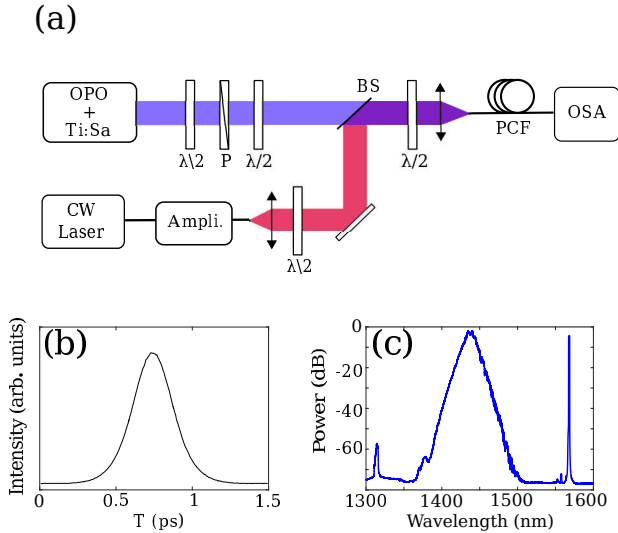 (a)
OPO
+
Ti:Sa
λ\2
P
λ/2
BS
λ/2
PCF
OSA
CW
Laser
Ampli.
λ\2
(b)
Intensity (arb. units)
0
0.5
1
1.5
T (ps)
(c)
Power (dB)
0
-20
-40
-60
1300
1400
1500
1600
Wavelength (nm)